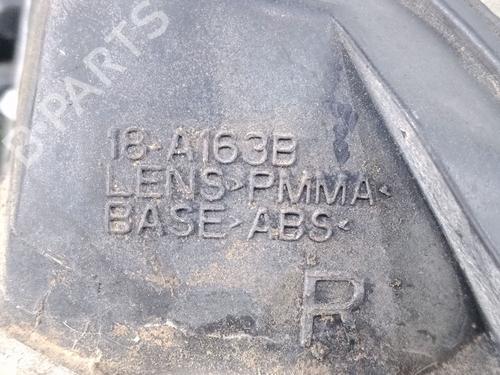 B PARTS
18-A163B
LENS>PMMA<
BASE>ABS<
R